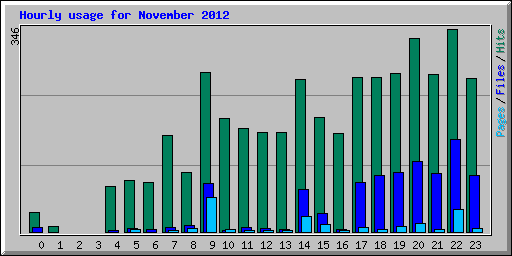 Hourly usage for November 2012
346
Pages/Files/Hits
0 1 2 3 4 5 6 7 8 9 10 11 12 13 14 15 16 17 18 19 20 21 22 23